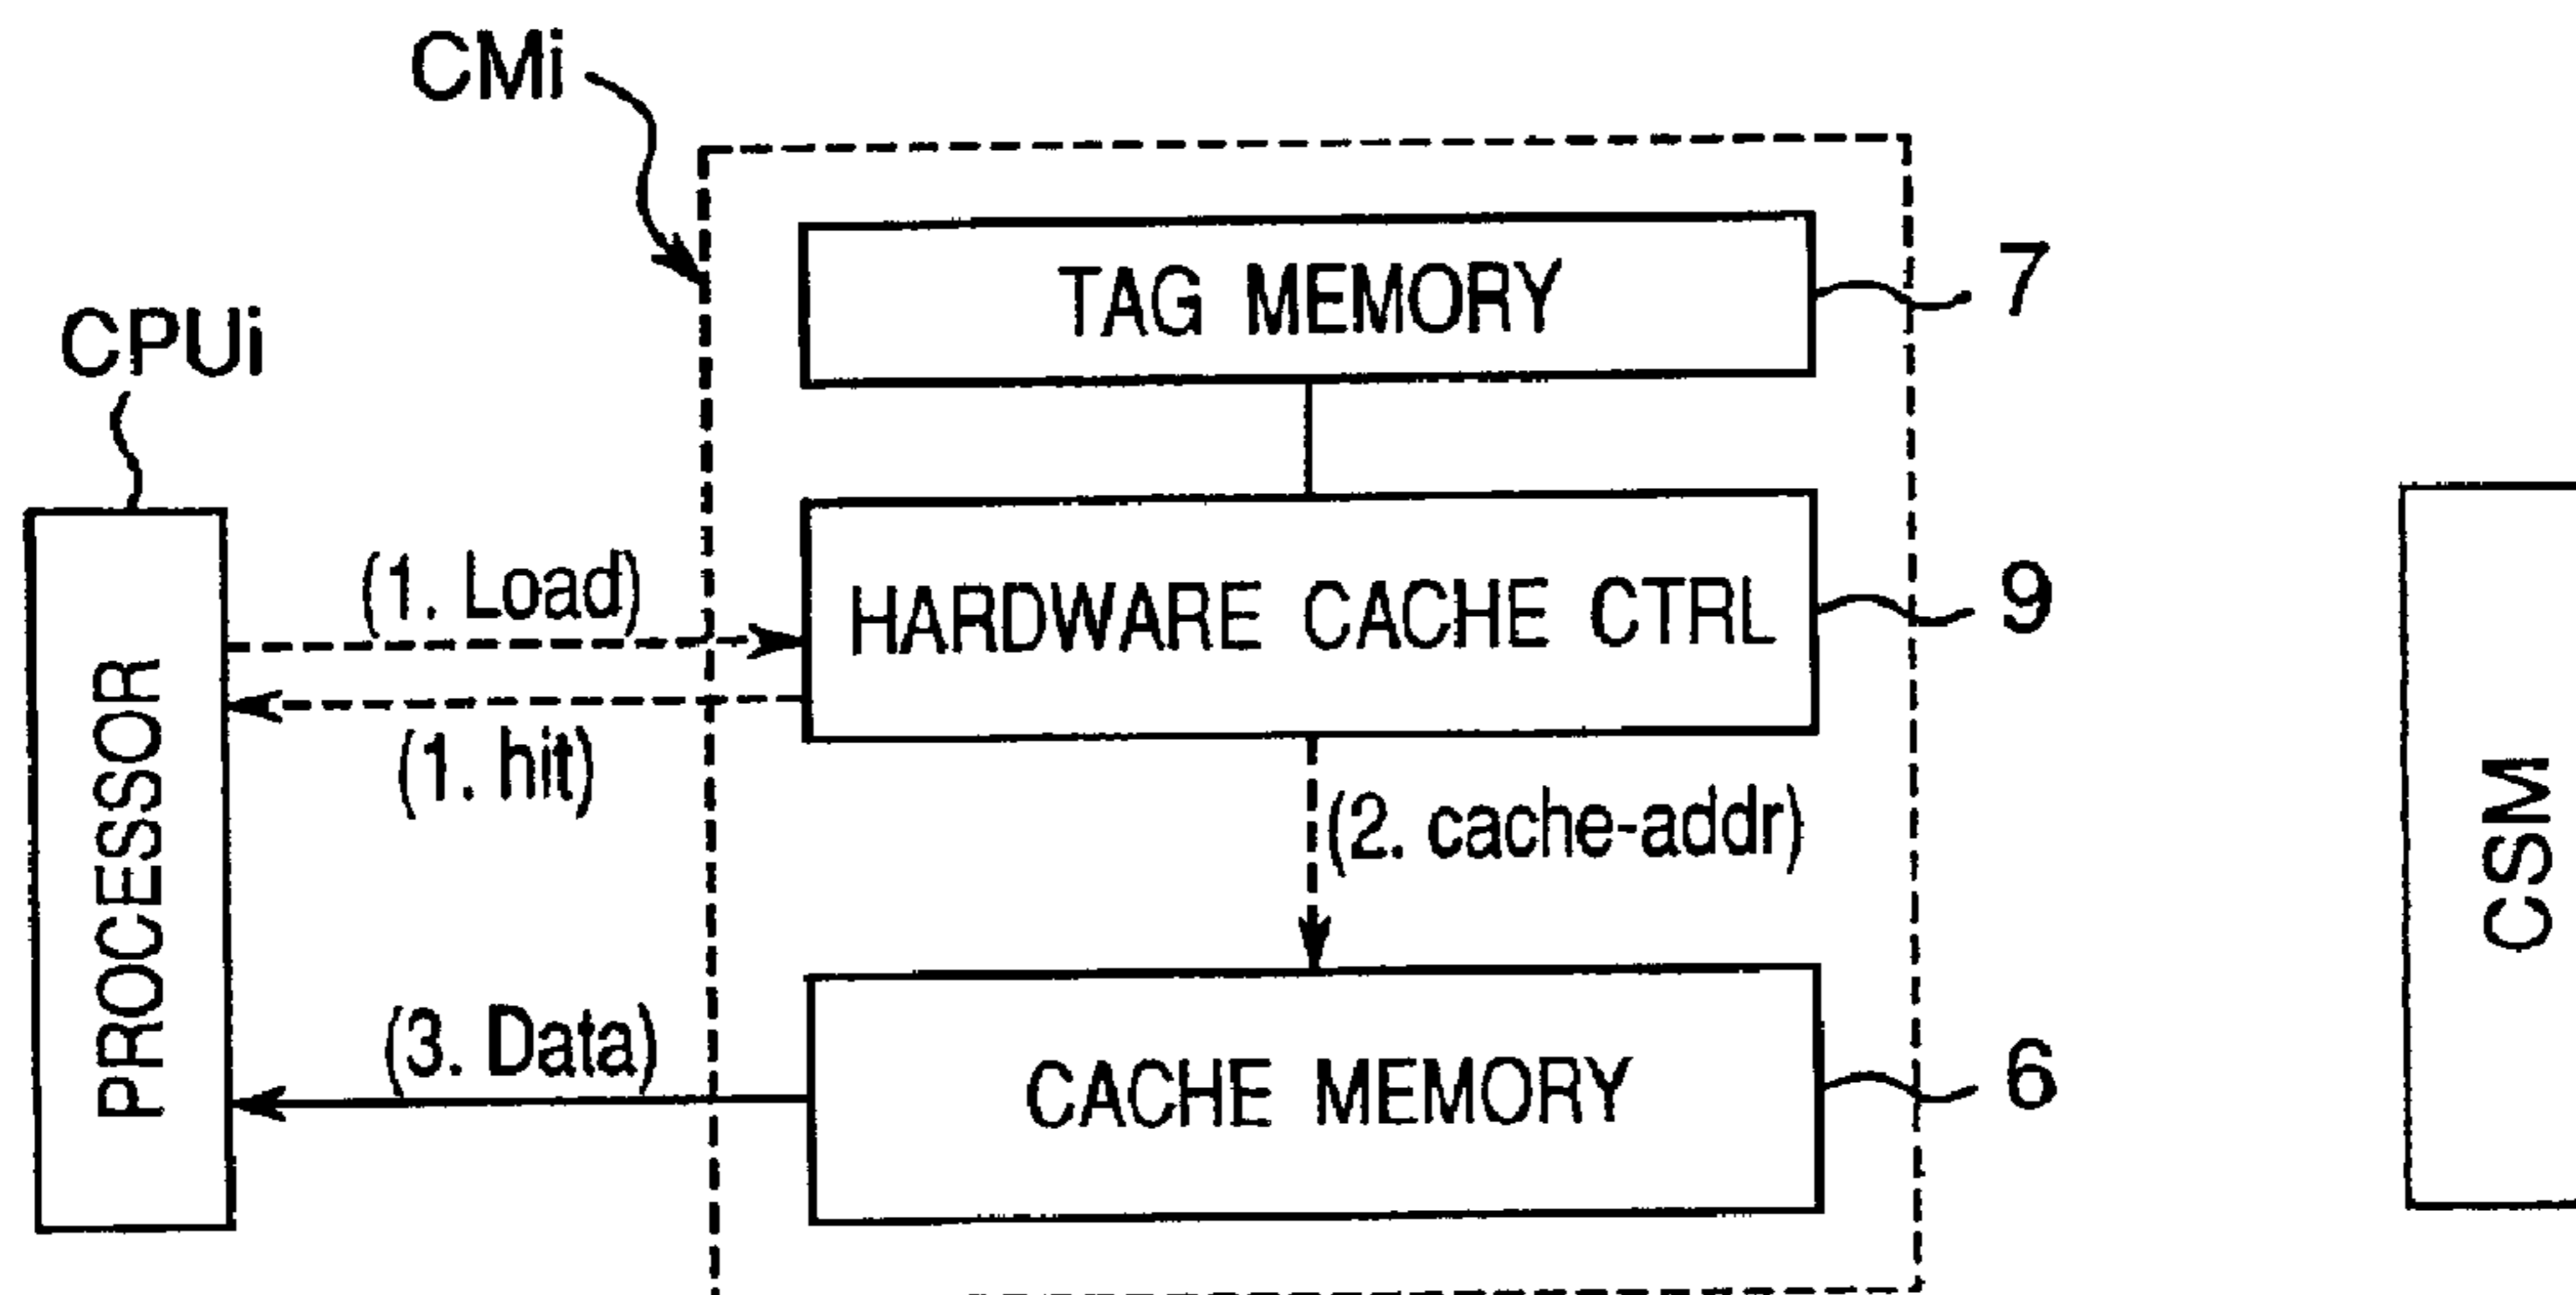 CMi
TAG MEMORY
7
CPUi
(1. Load)
HARDWARE CACHE CTRL
9
(1. hit)
PROCESSOR
(2. cache-addr)
CSM
(3. Data)
CACHE MEMORY
6